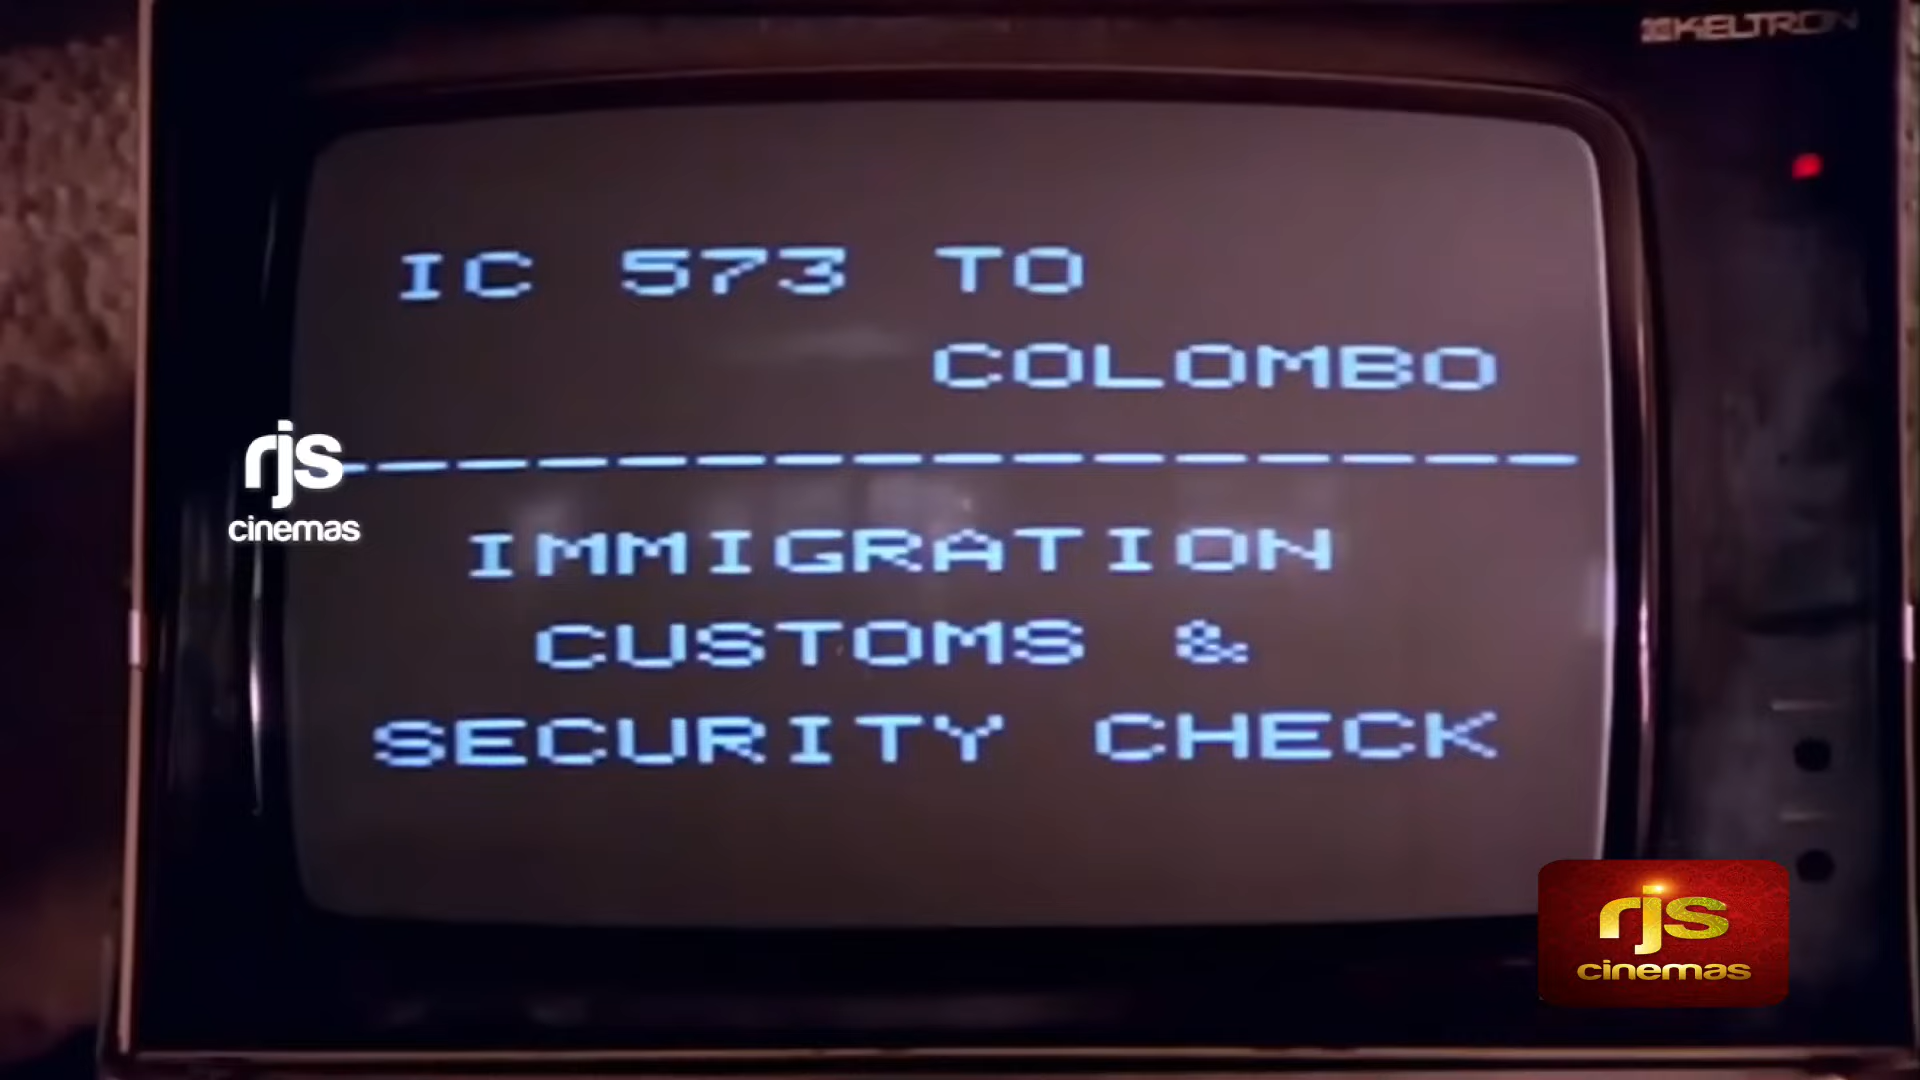 KELTRON
IC 573 TO
COLOMBO
--------------------
IMMIGRATION
CUSTOMS &
SECURITY CHECK
rjs
cinemas
rjs
cinemas